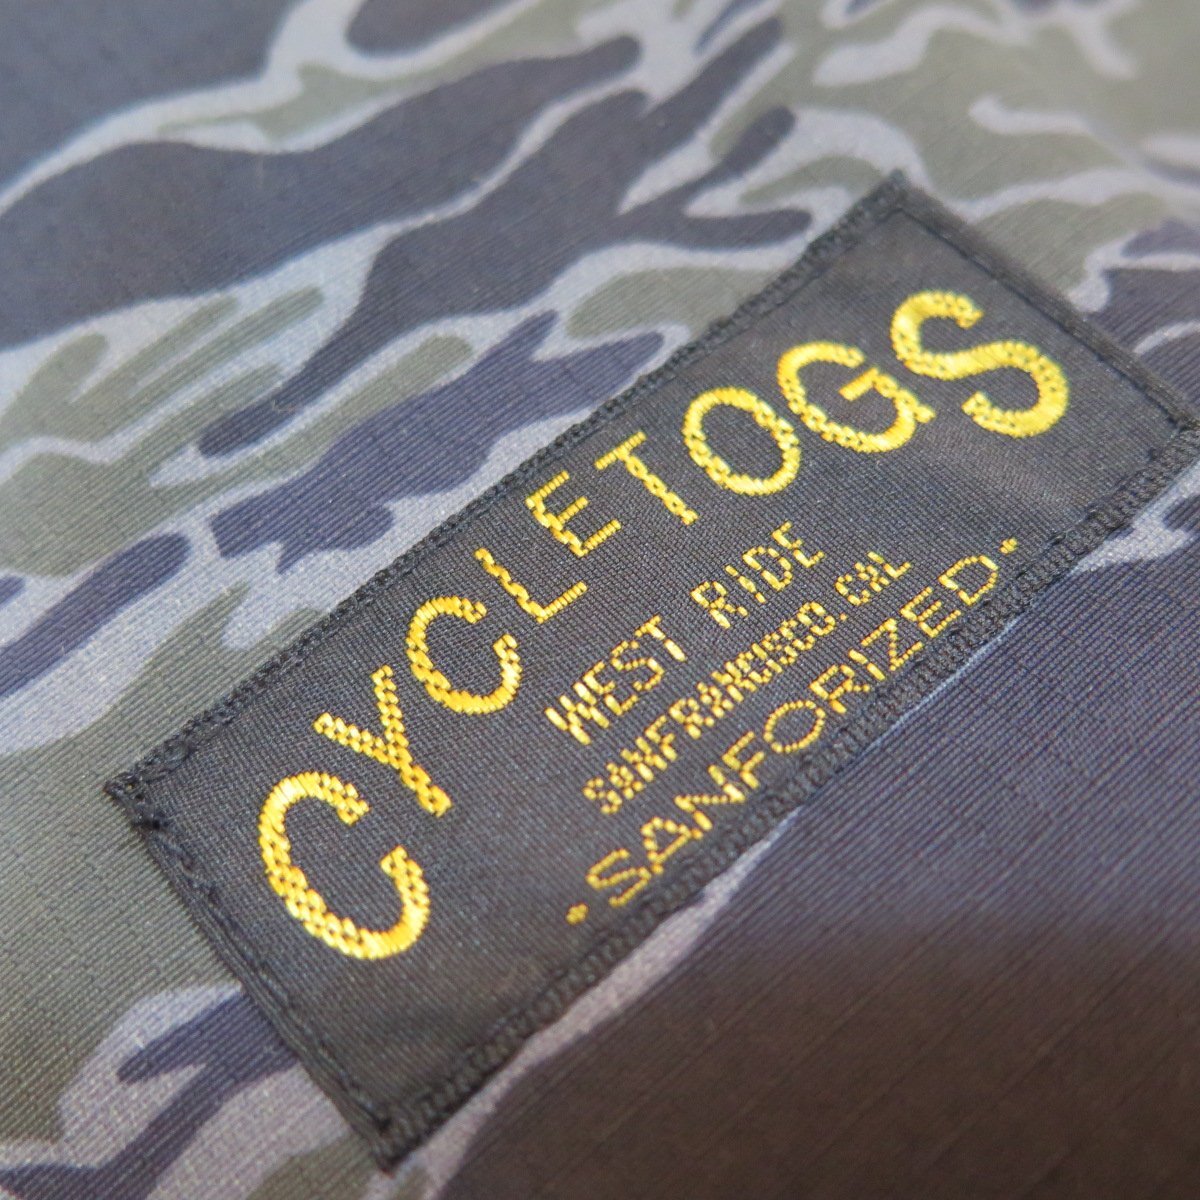 CYCLETOGS
WEST RIDE
SANFRANCISCO.CAL
·SANFORIZED·